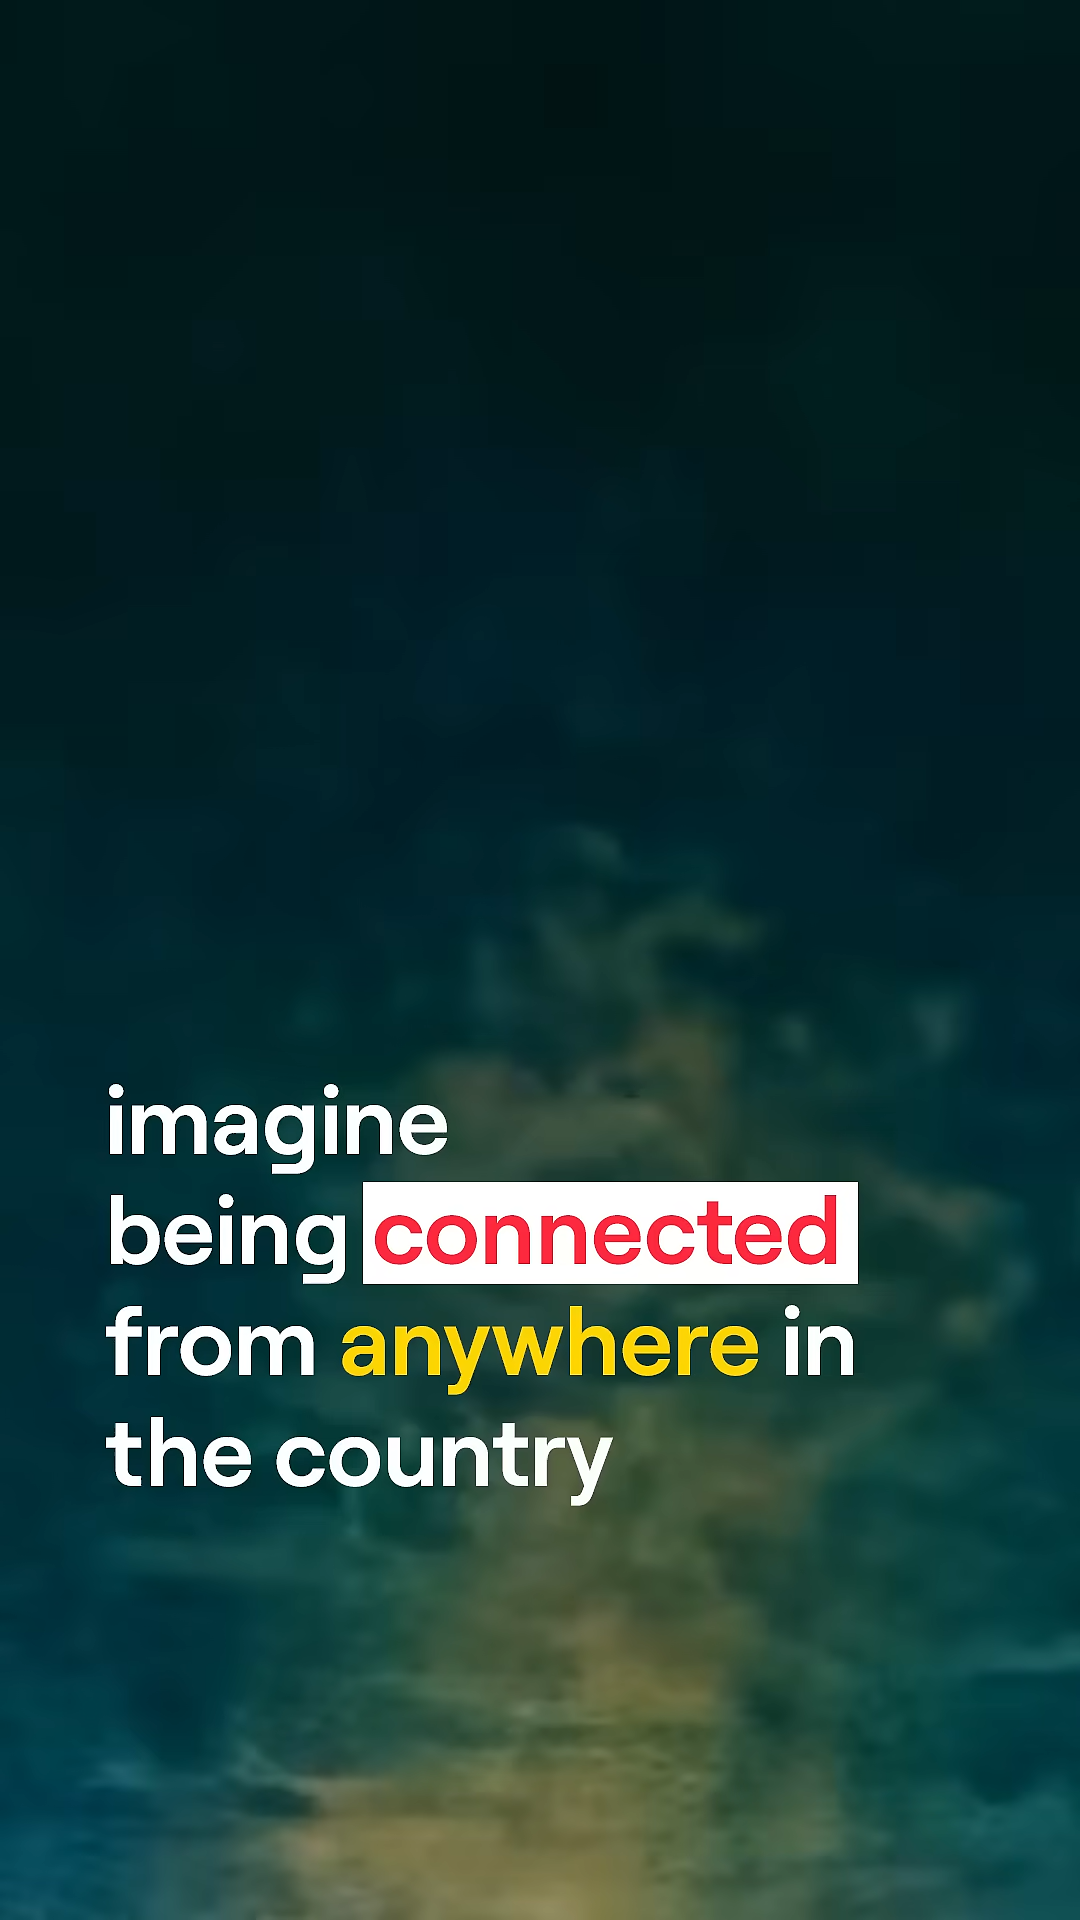 imagine
being connected
from anywhere in
the country